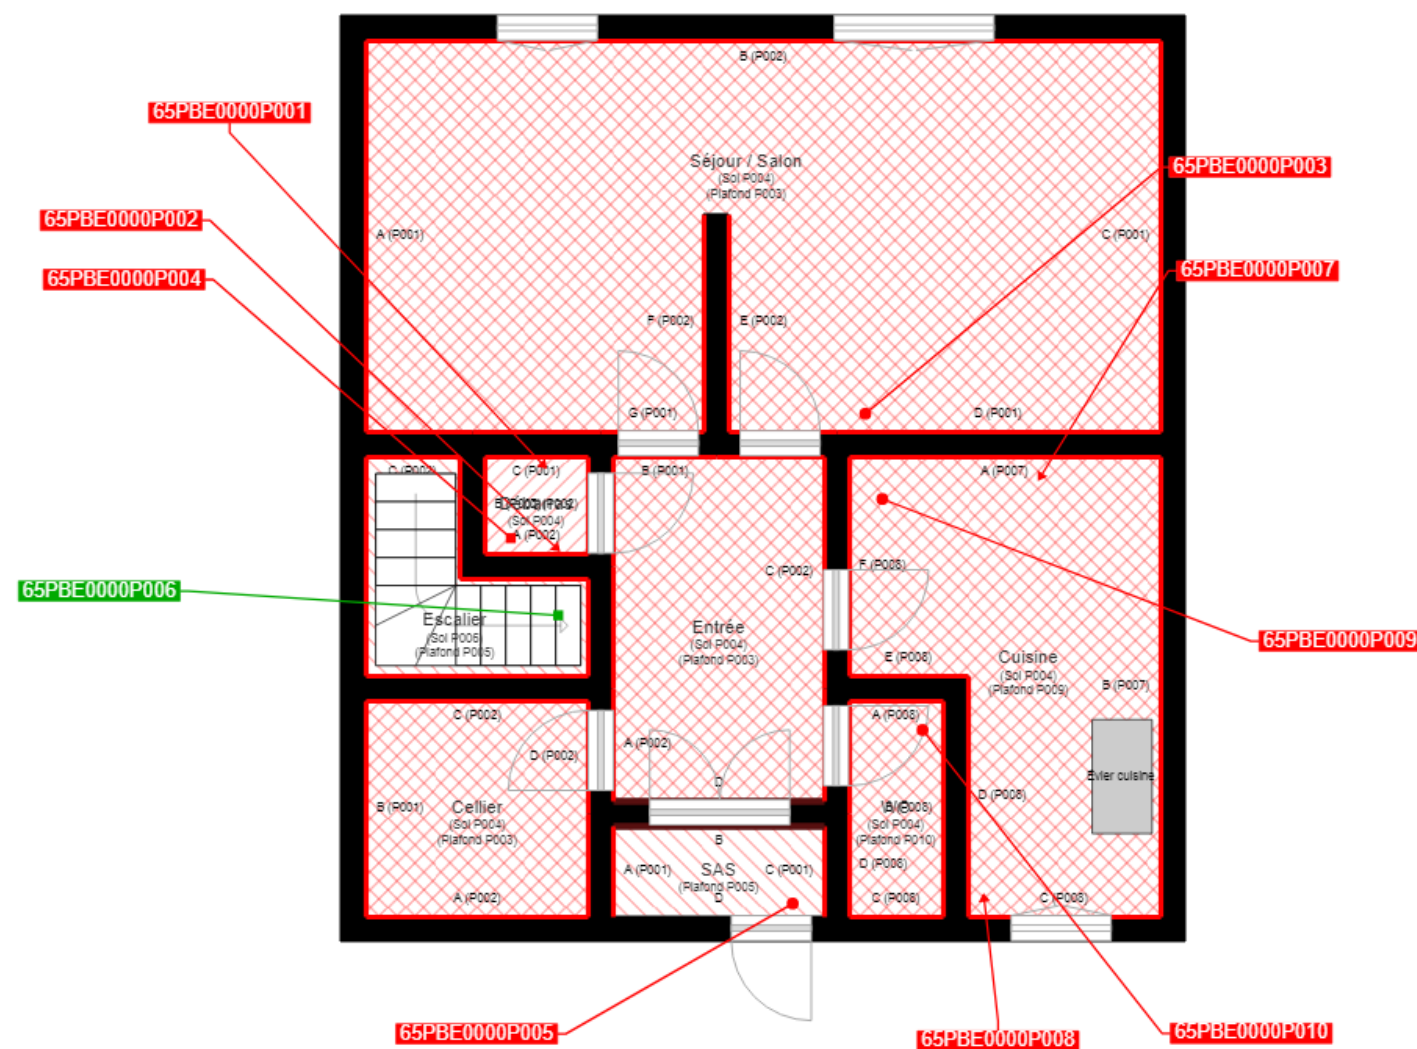 B (P002)
65PBE0000P001
Séjour / Salon
(Sol P004)
(Plafond P003)
65PBE0000P003
65PBE0000P002
A (P001)
C (P001)
65PBE0000P004
65PBE0000P007
F (P002)
E (P002)
G (P001)
D (P001)
C (P002)
C (P001)
B (P001)
A (P007)
(Sol P004)
A (P002)
F (P008)
C (P002)
65PBE0000P006
Escalier
(Sol P006)
(Plafond P005)
Entrée
(Sol P004)
(Plafond P003)
65PBE0000P009
E (P008)
Cuisine
(Sol P004)
(Plafond P009)
B (P007)
C (P002)
A (P008)
A (P002)
D (P002)
D
Evier cuisine
D (P008)
B (P001)
Cellier
(Sol P004)
(Plafond P003)
(Sol P004)
(Plafond P010)
B
A (P001)
SAS
(Plafond P005)
C (P001)
D (P008)
D
A (P002)
C (P008)
C (P008)
65PBE0000P005
65PBE0000P008
65PBE0000P010